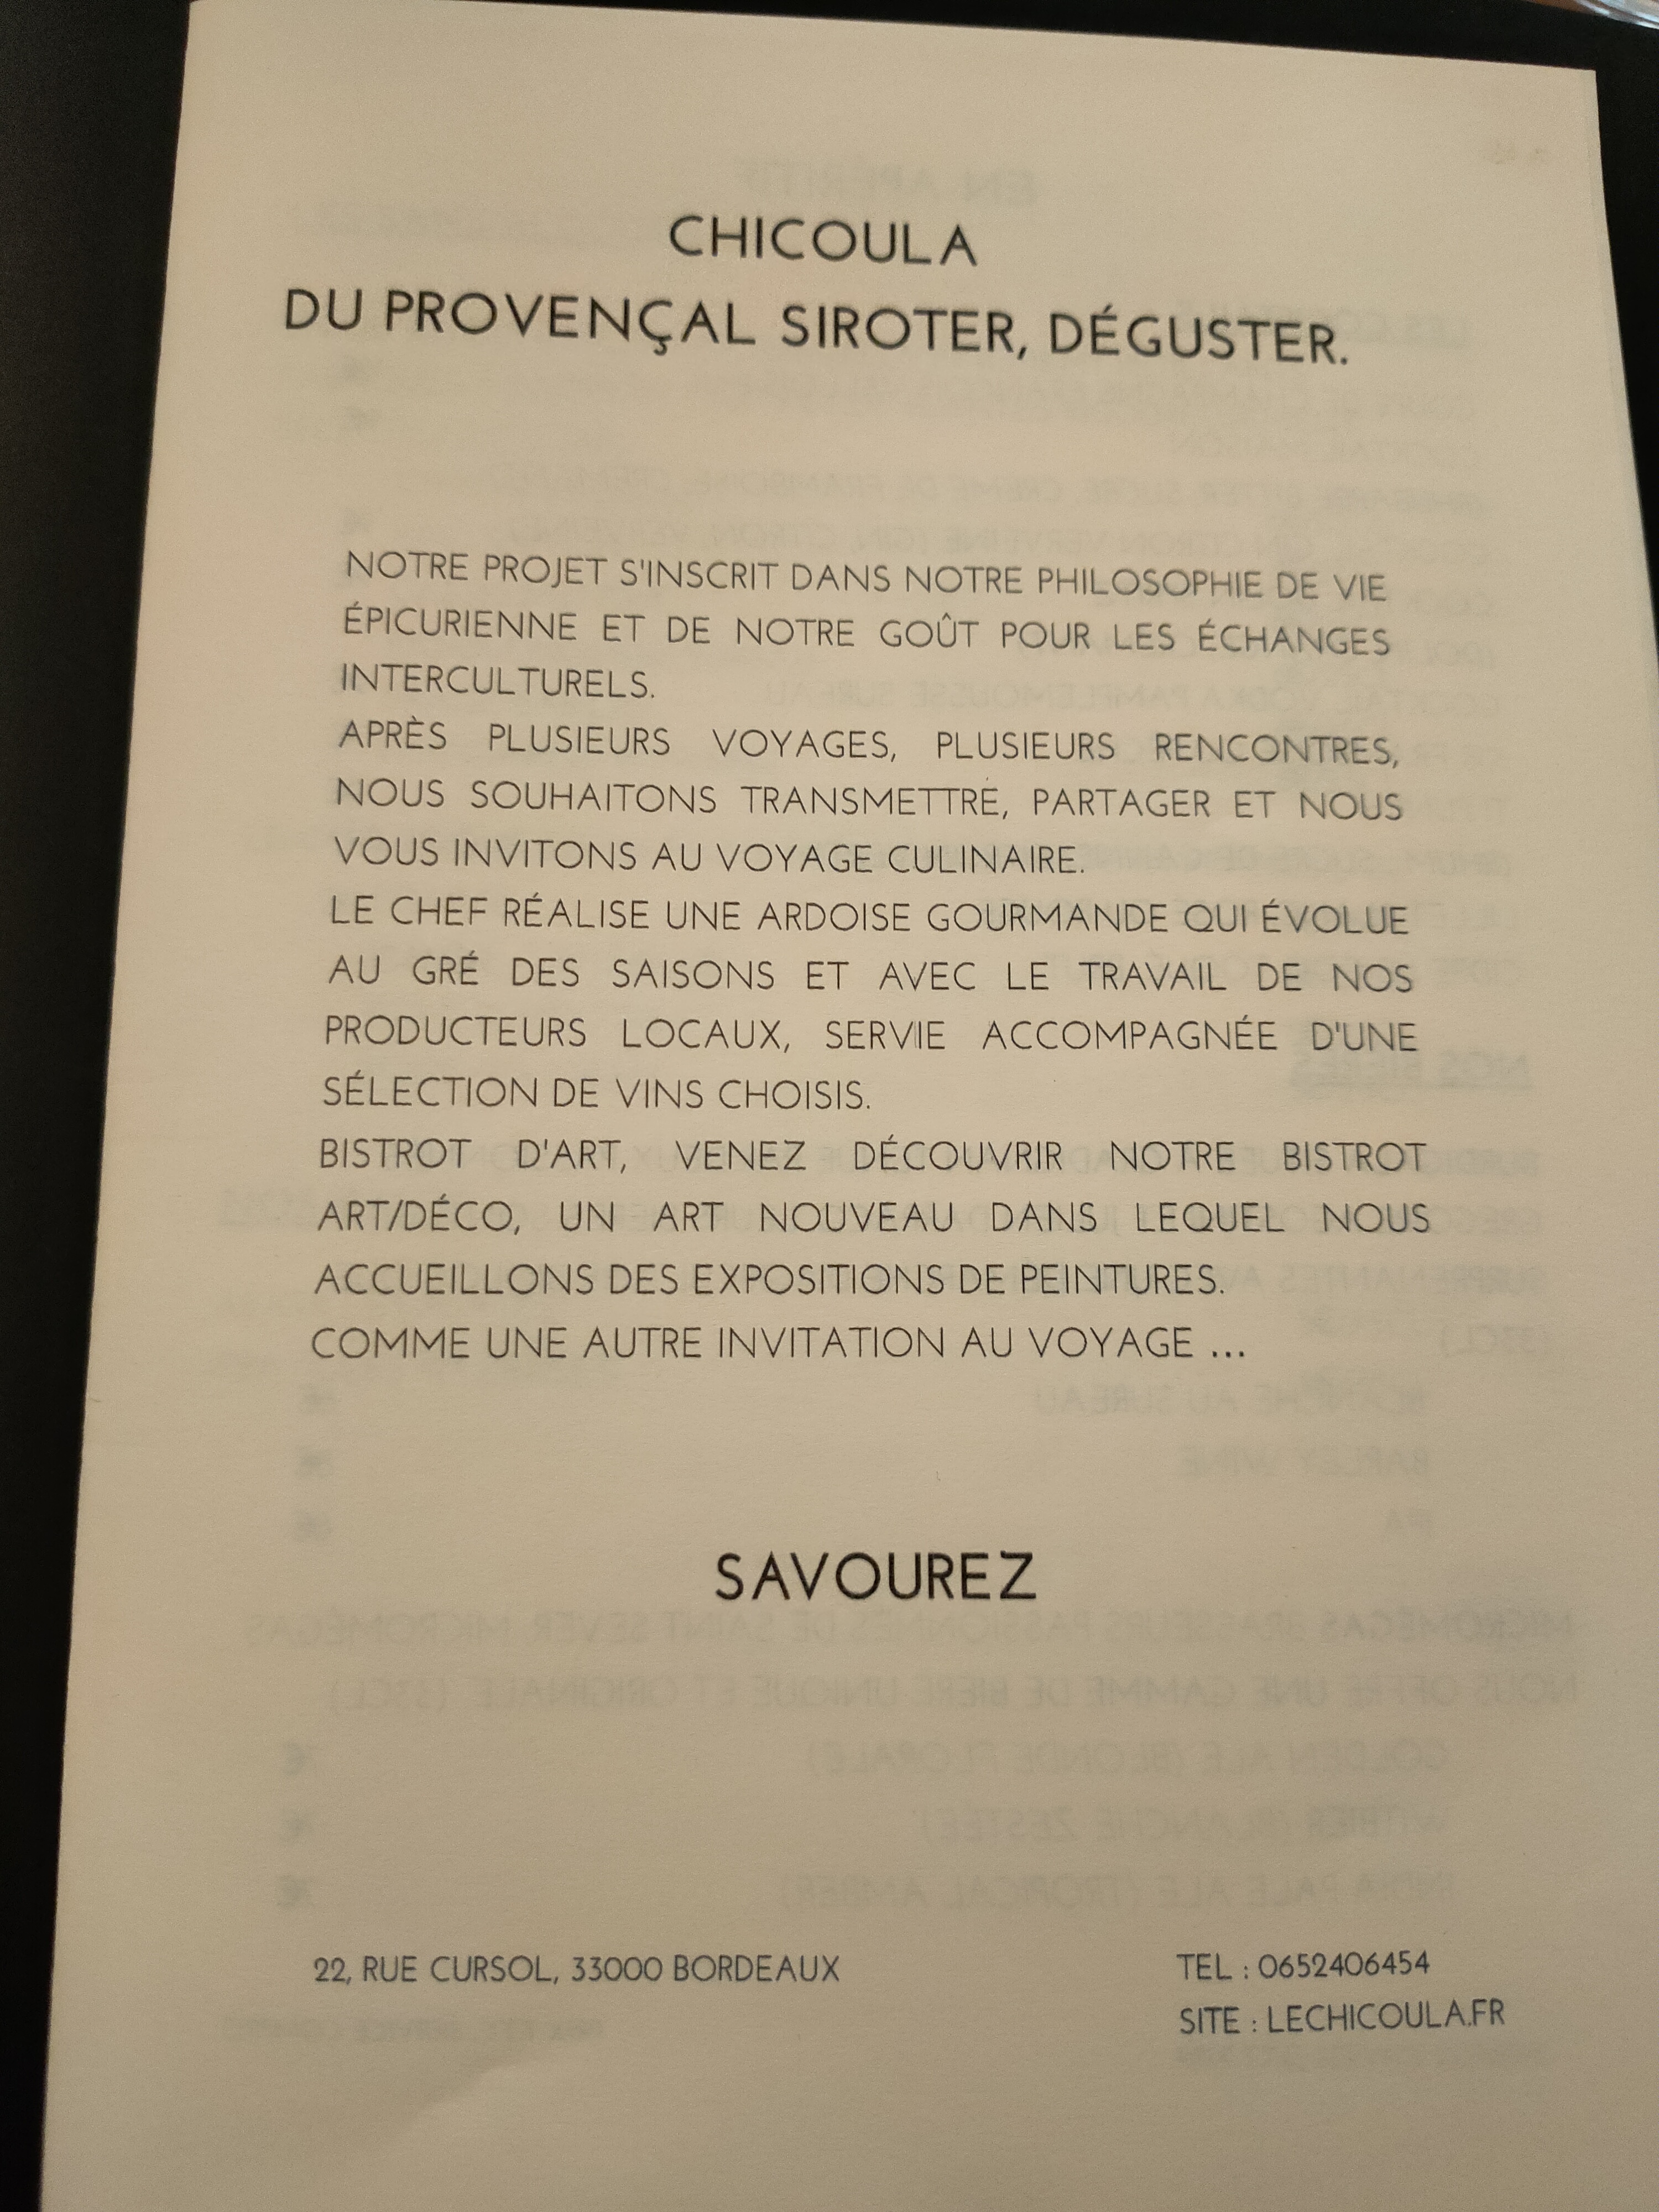 CHICOULA
DU PROVENÇAL SIROTER, DÉGUSTER.
NOTRE PROJET S'INSCRIT DANS NOTRE PHILOSOPHIE DE VIE
ÉPICURIENNE ET DE NOTRE GOÛT POUR LES ÉCHANGES
INTERCULTURELS.
APRÈS PLUSIEURS VOYAGES, PLUSIEURS RENCONTRES,
NOUS SOUHAITONS TRANSMETTRE, PARTAGER ET NOUS
VOUS INVITONS AU VOYAGE CULINAIRE.
LE CHEF RÉALISE UNE ARDOISE GOURMANDE QUI ÉVOLUE
AU GRÉ DES SAISONS ET AVEC LE TRAVAIL DE NOS
PRODUCTEURS LOCAUX, SERVIE ACCOMPAGNÉE D'UNE
SÉLECTION DE VINS CHOISIS.
BISTROT D'ART, VENEZ DÉCOUVRIR NOTRE BISTROT
ART/DÉCO, UN ART NOUVEAU DANS LEQUEL NOUS
ACCUEILLONS DES EXPOSITIONS DE PEINTURES.
COMME UNE AUTRE INVITATION AU VOYAGE ...
SAVOUREZ
22, RUE CURSOL, 33000 BORDEAUX
TEL : 0652406454
SITE : LECHICOULA.FR